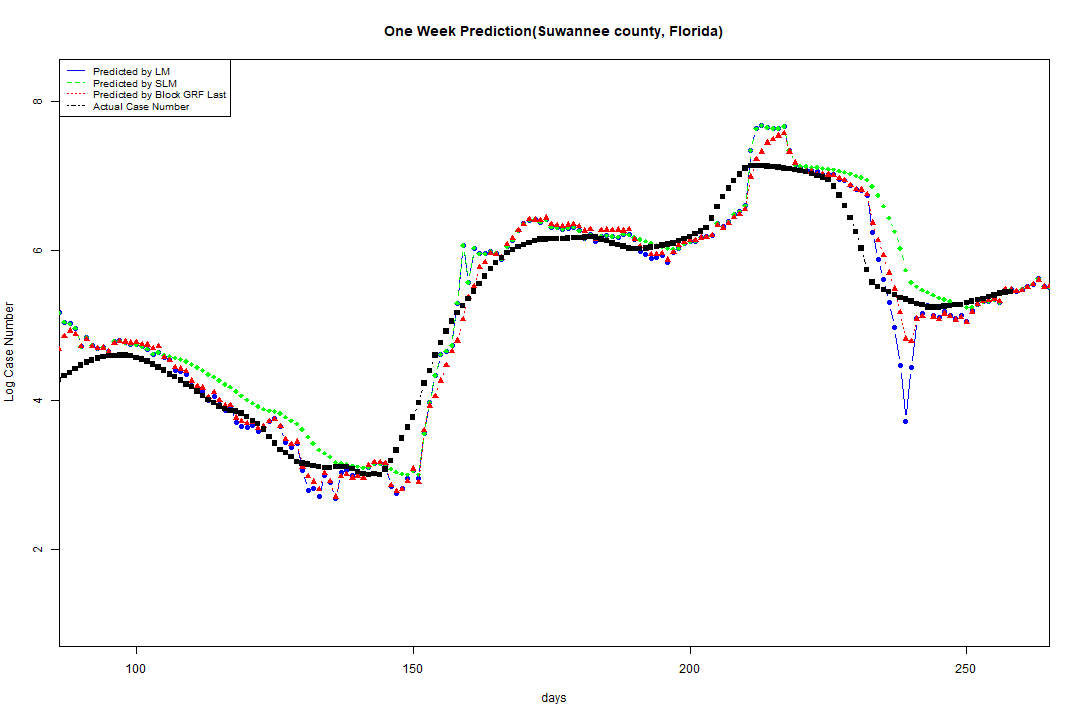 One Week Prediction(Suwannee county, Florida)
Predicted by LM
Predicted by SLM
Predicted by Block GRF Last
Actual Case Number
8
6
4
2
Log Case Number
100
150
200
250
days